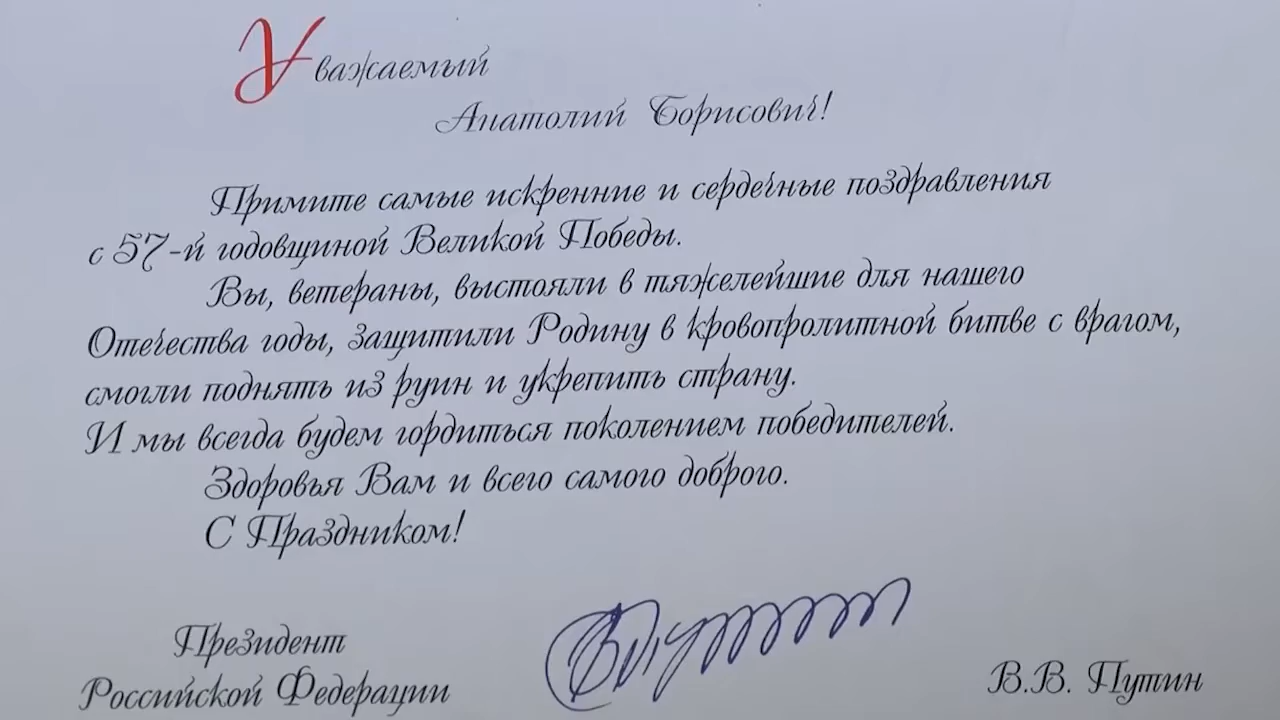 Уважаемый
Анатолий Борисович!
Примите самые искренние и сердечные поздравления
с 57-й годовщиной Великой Победы.
Вы, ветераны, выстояли в тяжелейшие для нашего
Отечества годы, защитили Родину в кровопролитной битве с врагом,
смогли поднять из руин и укрепить страну.
И мы всегда будем гордиться поколением победителей.
Здоровья Вам и всего самого доброго.
С Праздником!
Президент
Российской Федерации
В.В. Путин